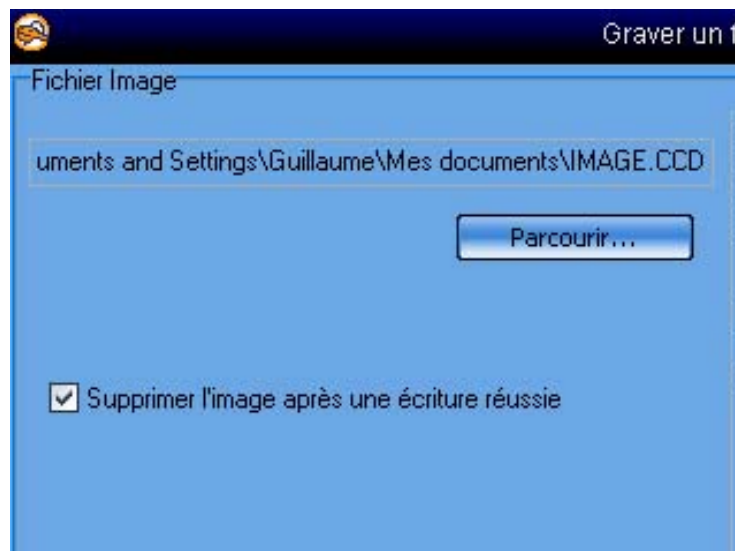 Graver un f
Fichier Image
uments and Settings\Guillaume\Mes documents\IMAGE.CCD
Parcourir...
Supprimer l'image après une écriture réussie